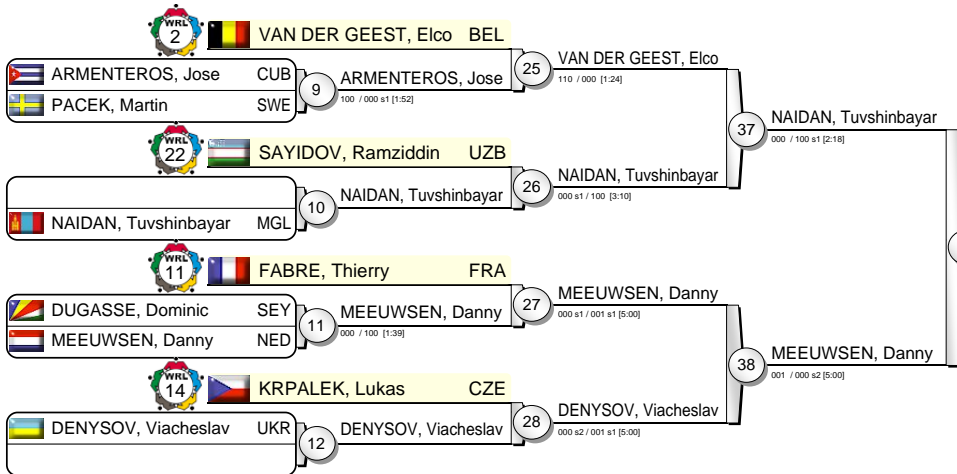 WRL
2
VAN DER GEEST, Elco BEL
ARMENTEROS, Jose CUB
PACEK, Martin SWE
9
ARMENTEROS, Jose
100 / 000 s1 [1:52]
25
VAN DER GEEST, Elco
110 / 000 [1:24]
WRL
22
SAYIDOV, Ramziddin UZB
NAIDAN, Tuvshinbayar MGL
10
NAIDAN, Tuvshinbayar
26
NAIDAN, Tuvshinbayar
000 s1 / 100 [3:10]
37
NAIDAN, Tuvshinbayar
000 / 100 s1 [2:18]
WRL
11
FABRE, Thierry FRA
DUGASSE, Dominic SEY
MEEUWSEN, Danny NED
11
MEEUWSEN, Danny
000 / 100 [1:39]
27
MEEUWSEN, Danny
000 s1 / 001 s1 [5:00]
WRL
14
KRPALEK, Lukas CZE
DENYSOV, Viacheslav UKR
12
DENYSOV, Viacheslav
28
DENYSOV, Viacheslav
000 s2 / 001 s1 [5:00]
38
MEEUWSEN, Danny
001 / 000 s2 [5:00]